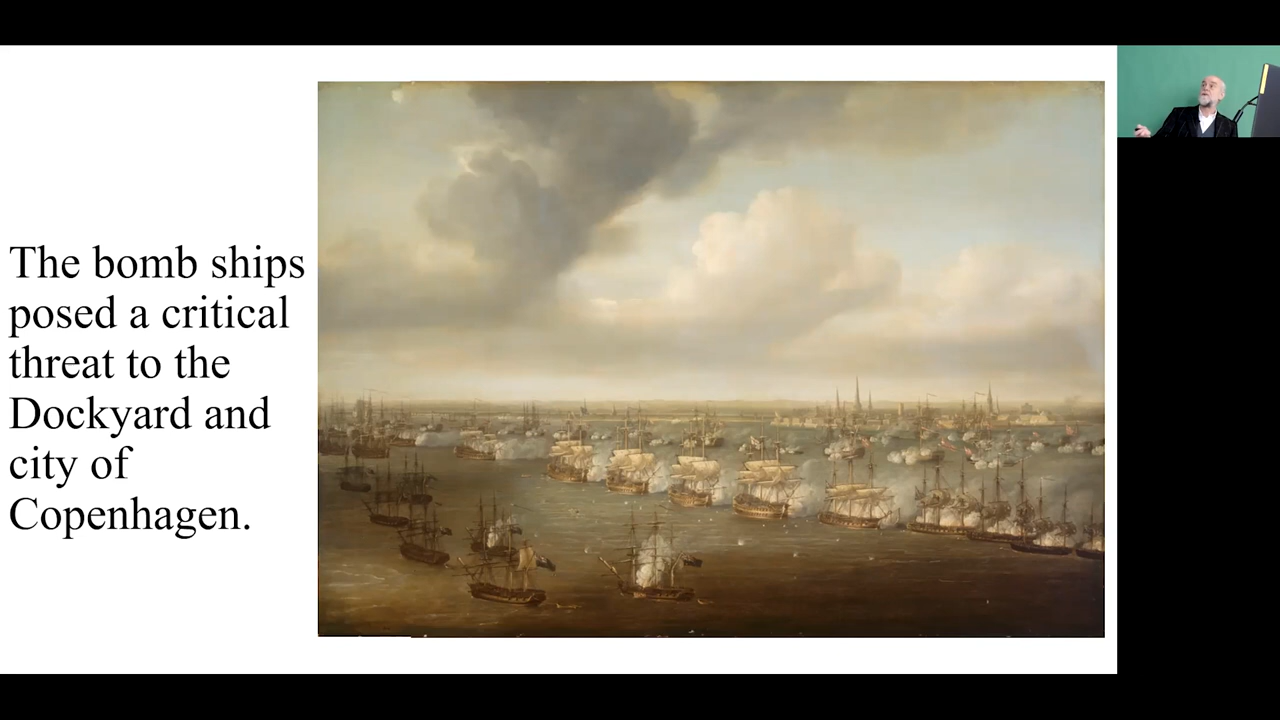 The bomb ships
posed a critical
threat to the
Dockyard and
city of
Copenhagen.